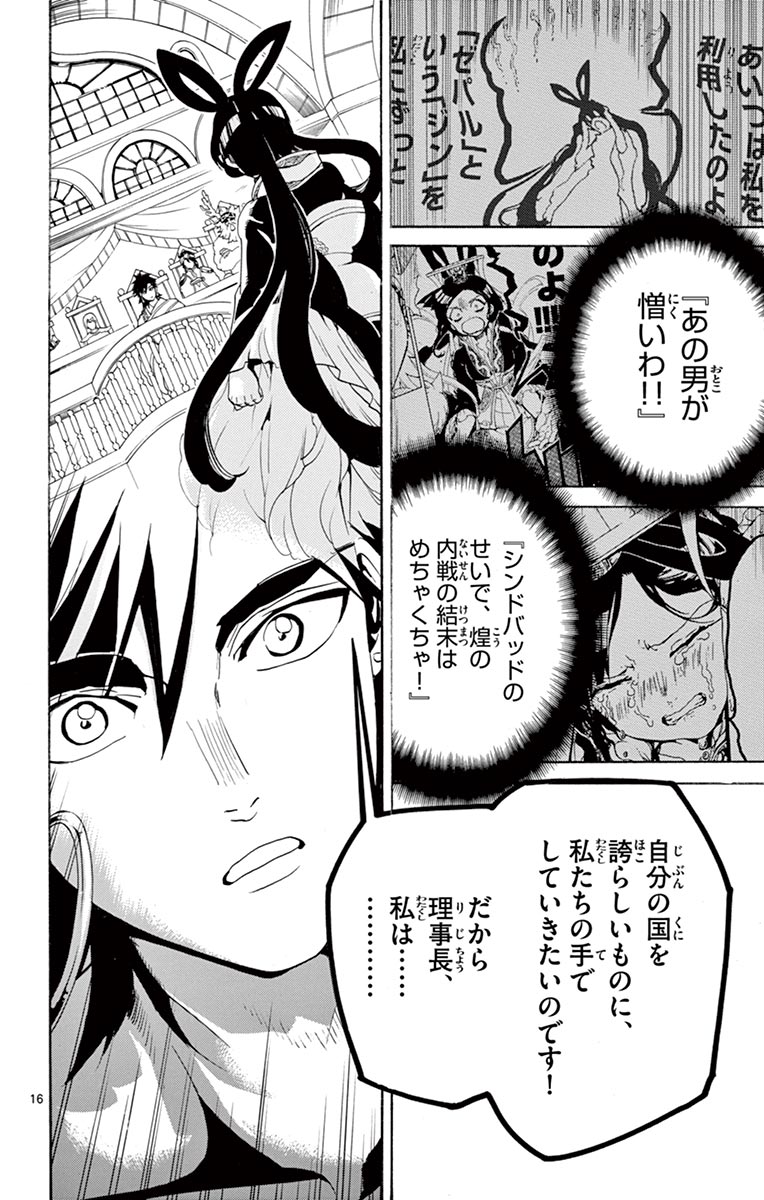 あいつは私を
利用したのよ
「ゼパル」と
いう「ジン」を
私にずっと
のよ!!!
『あの男が
憎いわ!!』
『シンドバッドの
せいで、煌の
内戦の結末は
めちゃくちゃ!』
自分の国を
誇らしいものに、
私たちの手で
していきたいのです!
だから
理事長、
私は……
………
16